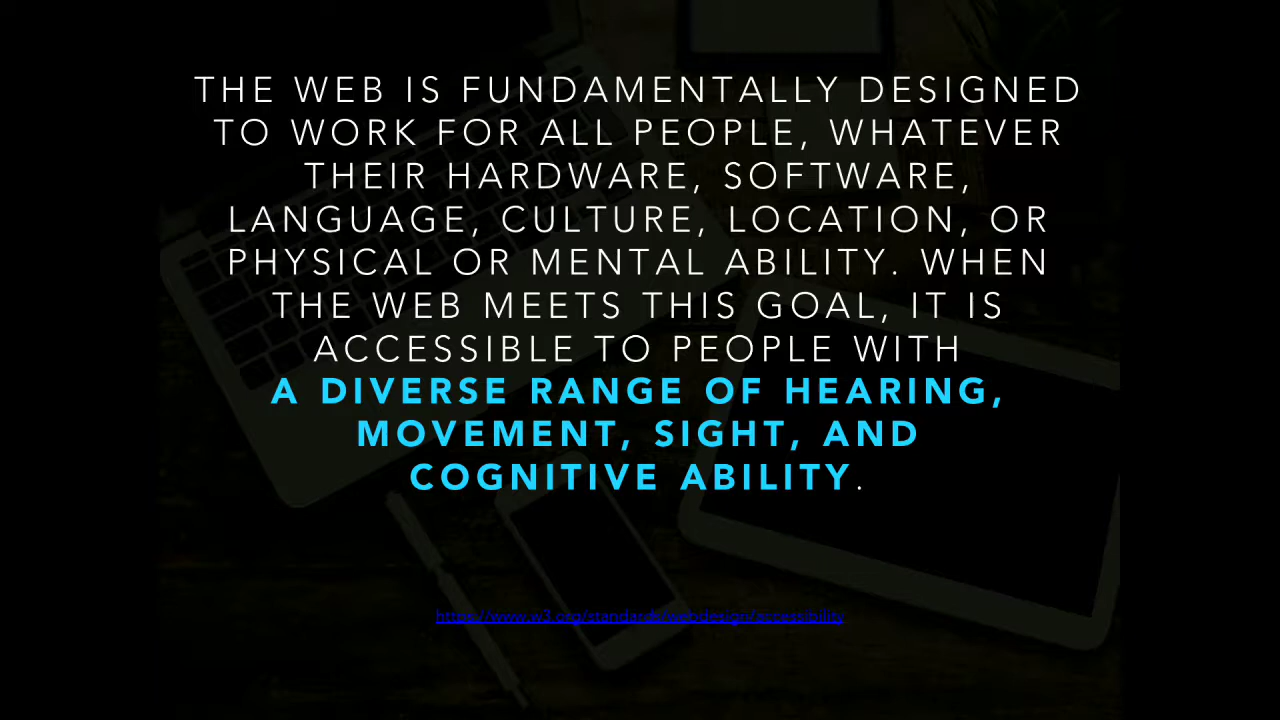 THE WEB IS FUNDAMENTALLY DESIGNED
TO WORK FOR ALL PEOPLE, WHATEVER
THEIR HARDWARE, SOFTWARE,
LANGUAGE, CULTURE, LOCATION, OR
PHYSICAL OR MENTAL ABILITY. WHEN
THE WEB MEETS THIS GOAL, IT IS
ACCESSIBLE TO PEOPLE WITH
A DIVERSE RANGE OF HEARING,
MOVEMENT, SIGHT, AND
COGNITIVE ABILITY.
https://www.w3.org/standards/webdesign/accessibility